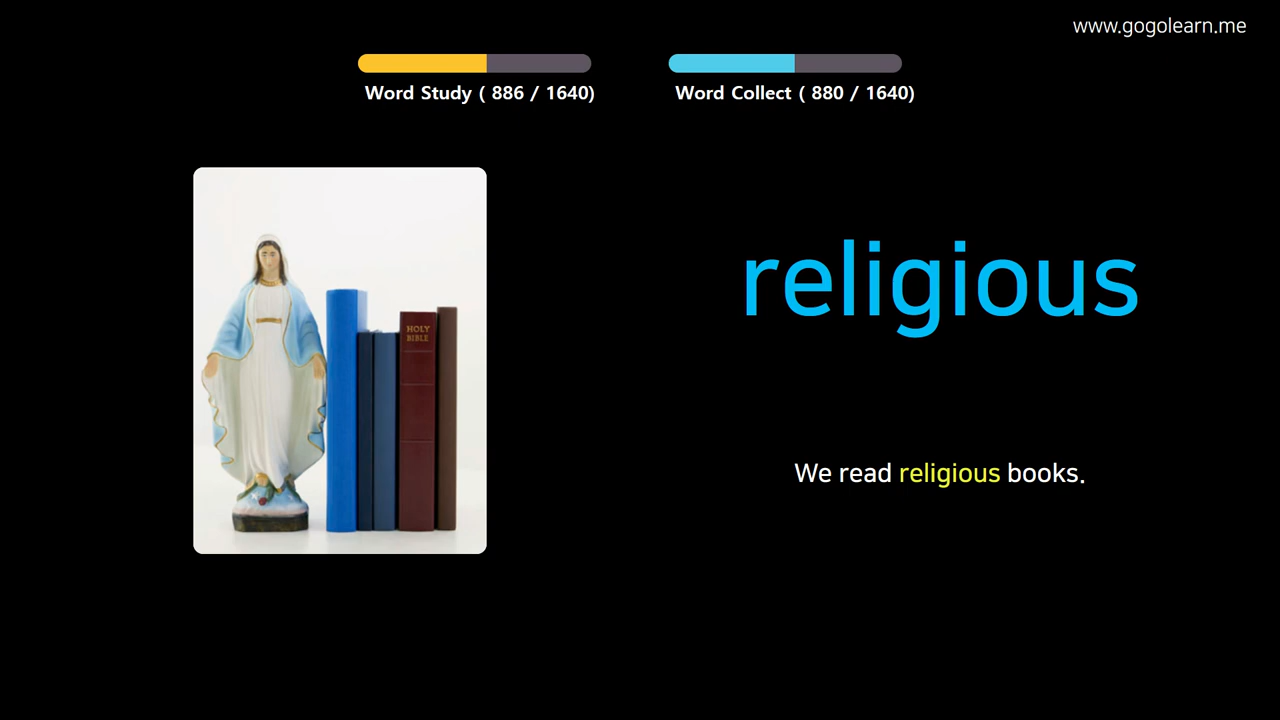 www.gogolearn.me
Word Study ( 886 / 1640)
Word Collect ( 880 / 1640)
HOLY
BIBLE
religious
We read religious books.